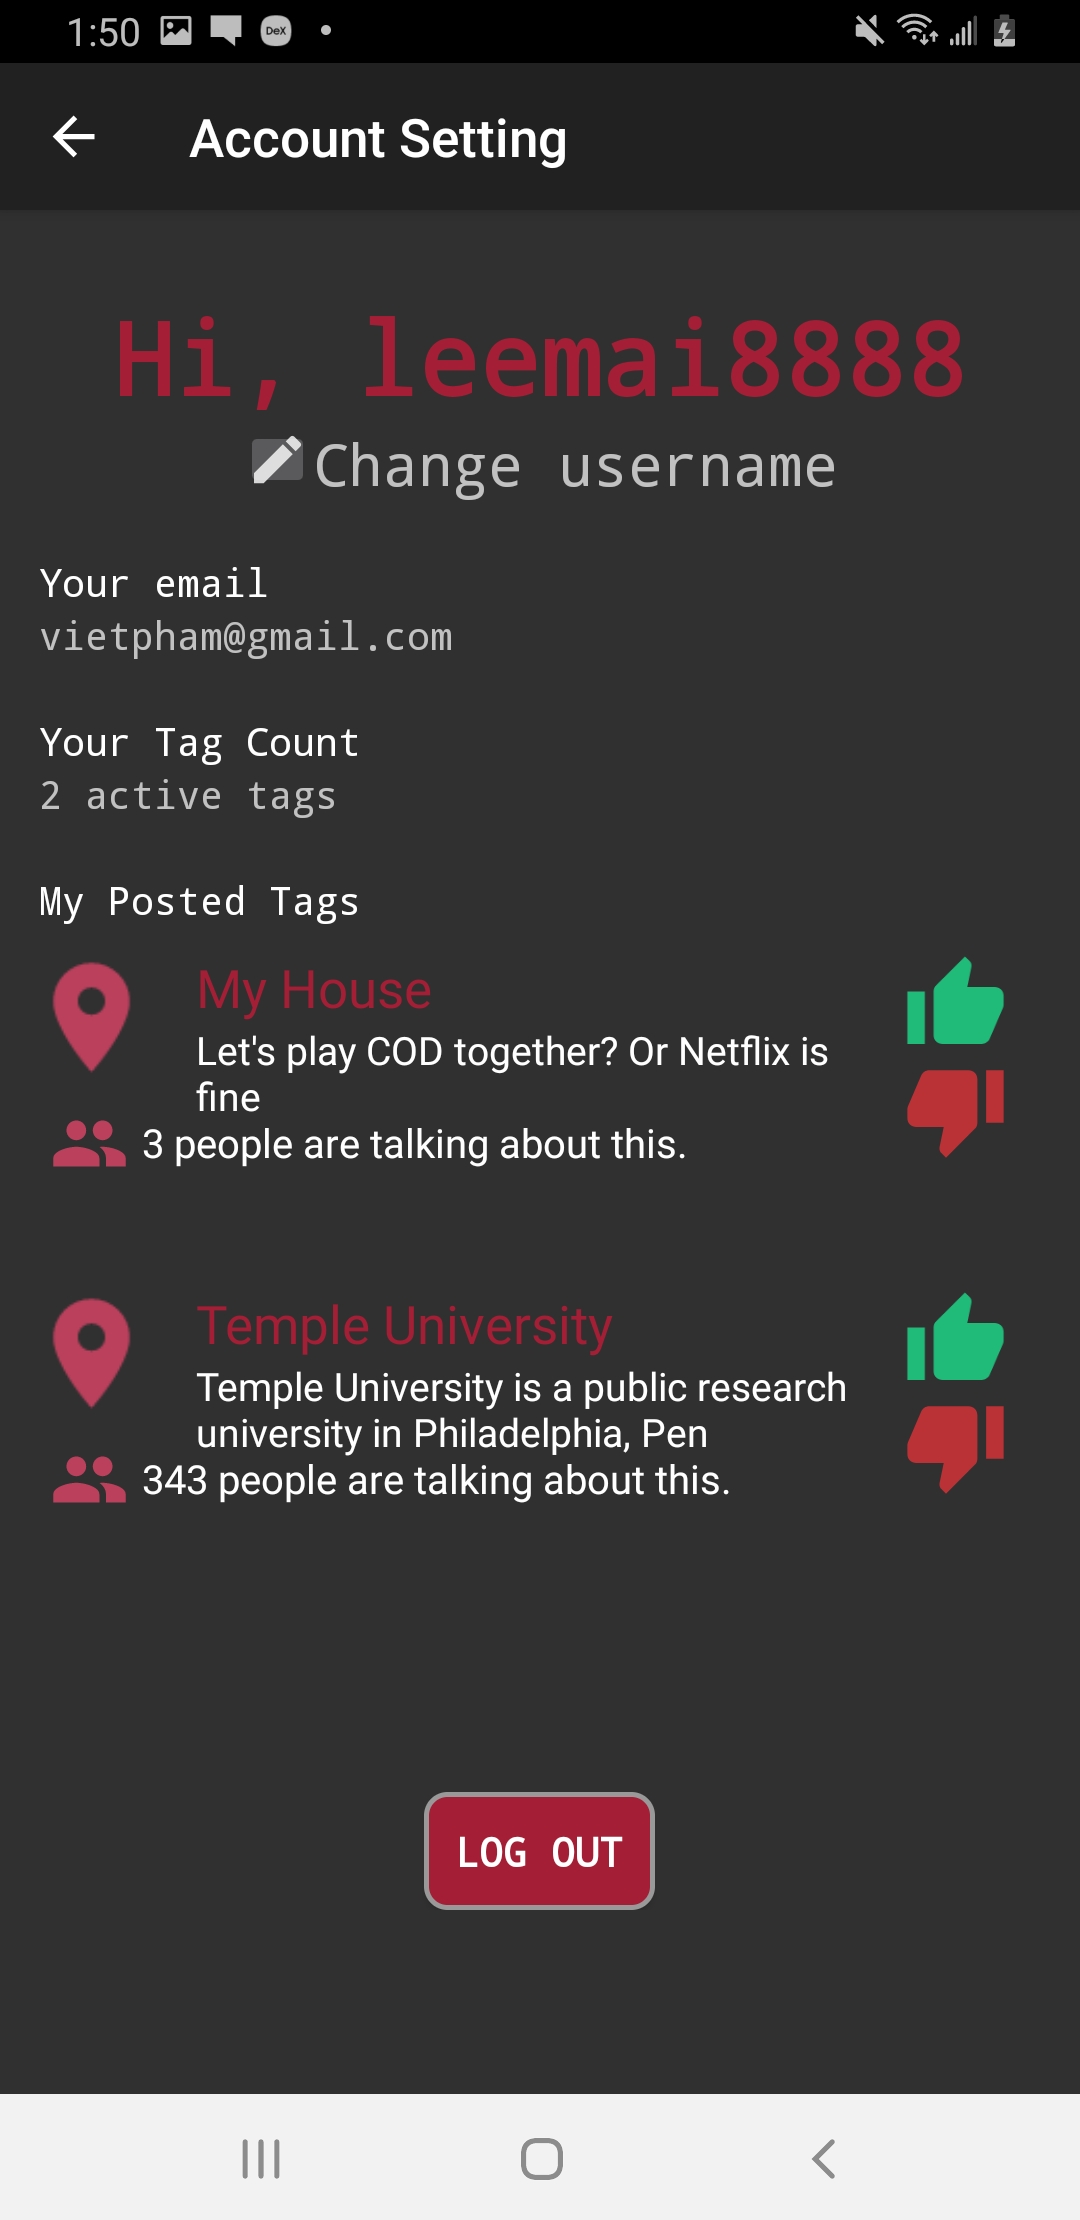 1:50
DeX
Account Setting
Hi, leemai8888
Change username
Your email
vietpham@gmail.com
Your Tag Count
2 active tags
My Posted Tags
My House
Let's play COD together? Or Netflix is
fine
3 people are talking about this.
Temple University
Temple University is a public research
university in Philadelphia, Pen
343 people are talking about this.
LOG OUT